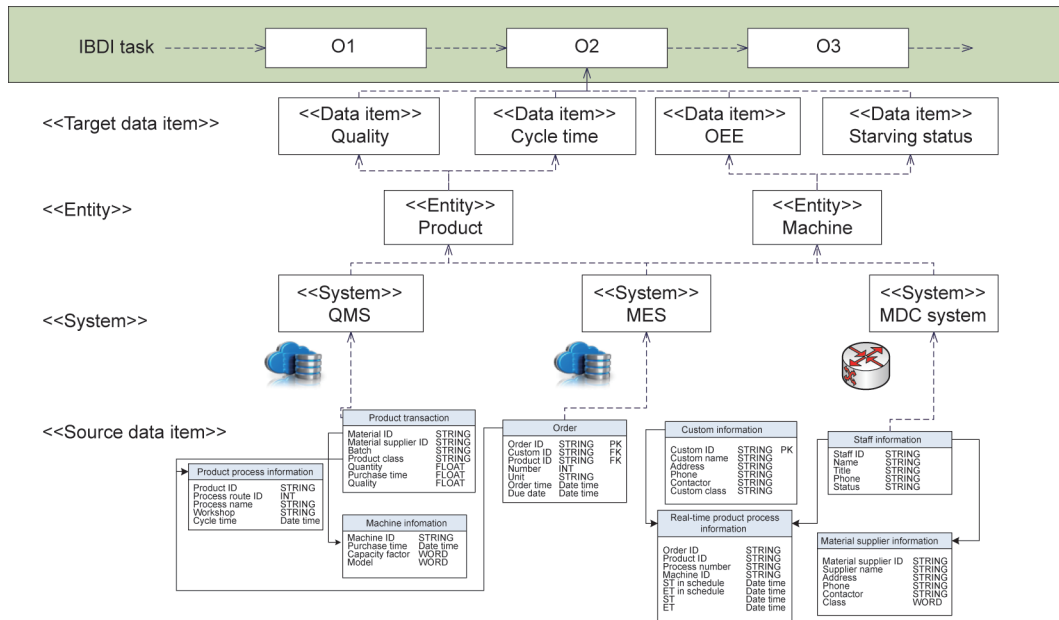 IBDI task
O1
O2
O3
<<Target data item>>
<<Data item>>
Quality
<<Data item>>
Cycle time
<<Data item>>
OEE
<<Data item>>
Starving status
<<Entity>>
<<Entity>>
Product
<<Entity>>
Machine
<<System>>
<<System>>
QMS
<<System>>
MES
<<System>>
MDC system
<<Source data item>>
Product transaction
Material ID STRING
Material supplier ID STRING
Batch STRING
Product class STRING
Quantity FLOAT
Purchase time FLOAT
Quality FLOAT
Order
Order ID STRING PK
Custom ID STRING FK
Product ID STRING FK
Number INT
Unit STRING
Order time Date time
Due date Date time
Custom information
Custom ID STRING PK
Custom name STRING
Address STRING
Phone STRING
Contactor STRING
Custom class STRING
Staff information
Staff ID STRING
Name STRING
Title STRING
Phone STRING
Status STRING
Product process information
Product ID STRING
Process route ID INT
Process name STRING
Workshop STRING
Cycle time Date time
Machine infomation
Machine ID STRING
Purchase time Date time
Capacity factor WORD
Model WORD
Real-time product process
information
Order ID STRING
Product ID STRING
Process number STRING
Machine ID STRING
ST in schedule Date time
ET in schedule Date time
ST Date time
ET Date time
Material supplier information
Material supplier ID STRING
Supplier name STRING
Address STRING
Phone STRING
Contactor STRING
Class WORD